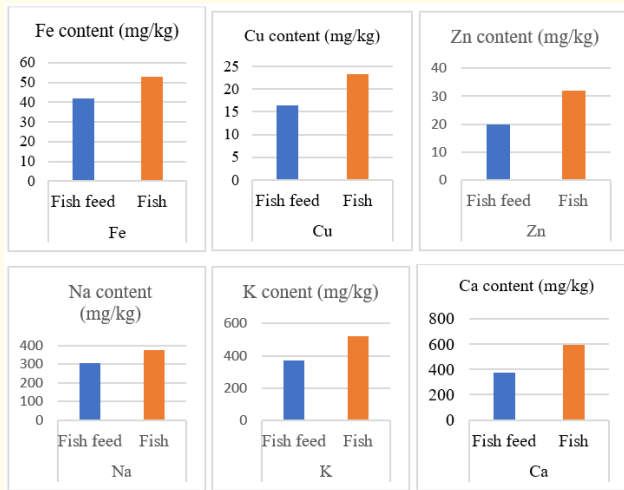 Fe content (mg/kg)
60
50
40
30
20
10
0
Fish feed Fish
Fe
Cu content (mg/kg)
25
20
15
10
5
0
Fish feed Fish
Cu
Zn content (mg/kg)
40
30
20
10
0
Fish feed Fish
Zn
Na content
(mg/kg)
400
300
200
100
0
Fish feed Fish
Na
K conent (mg/kg)
600
400
200
0
Fish feed Fish
K
Ca content (mg/kg)
800
600
400
200
0
Fish feed Fish
Ca